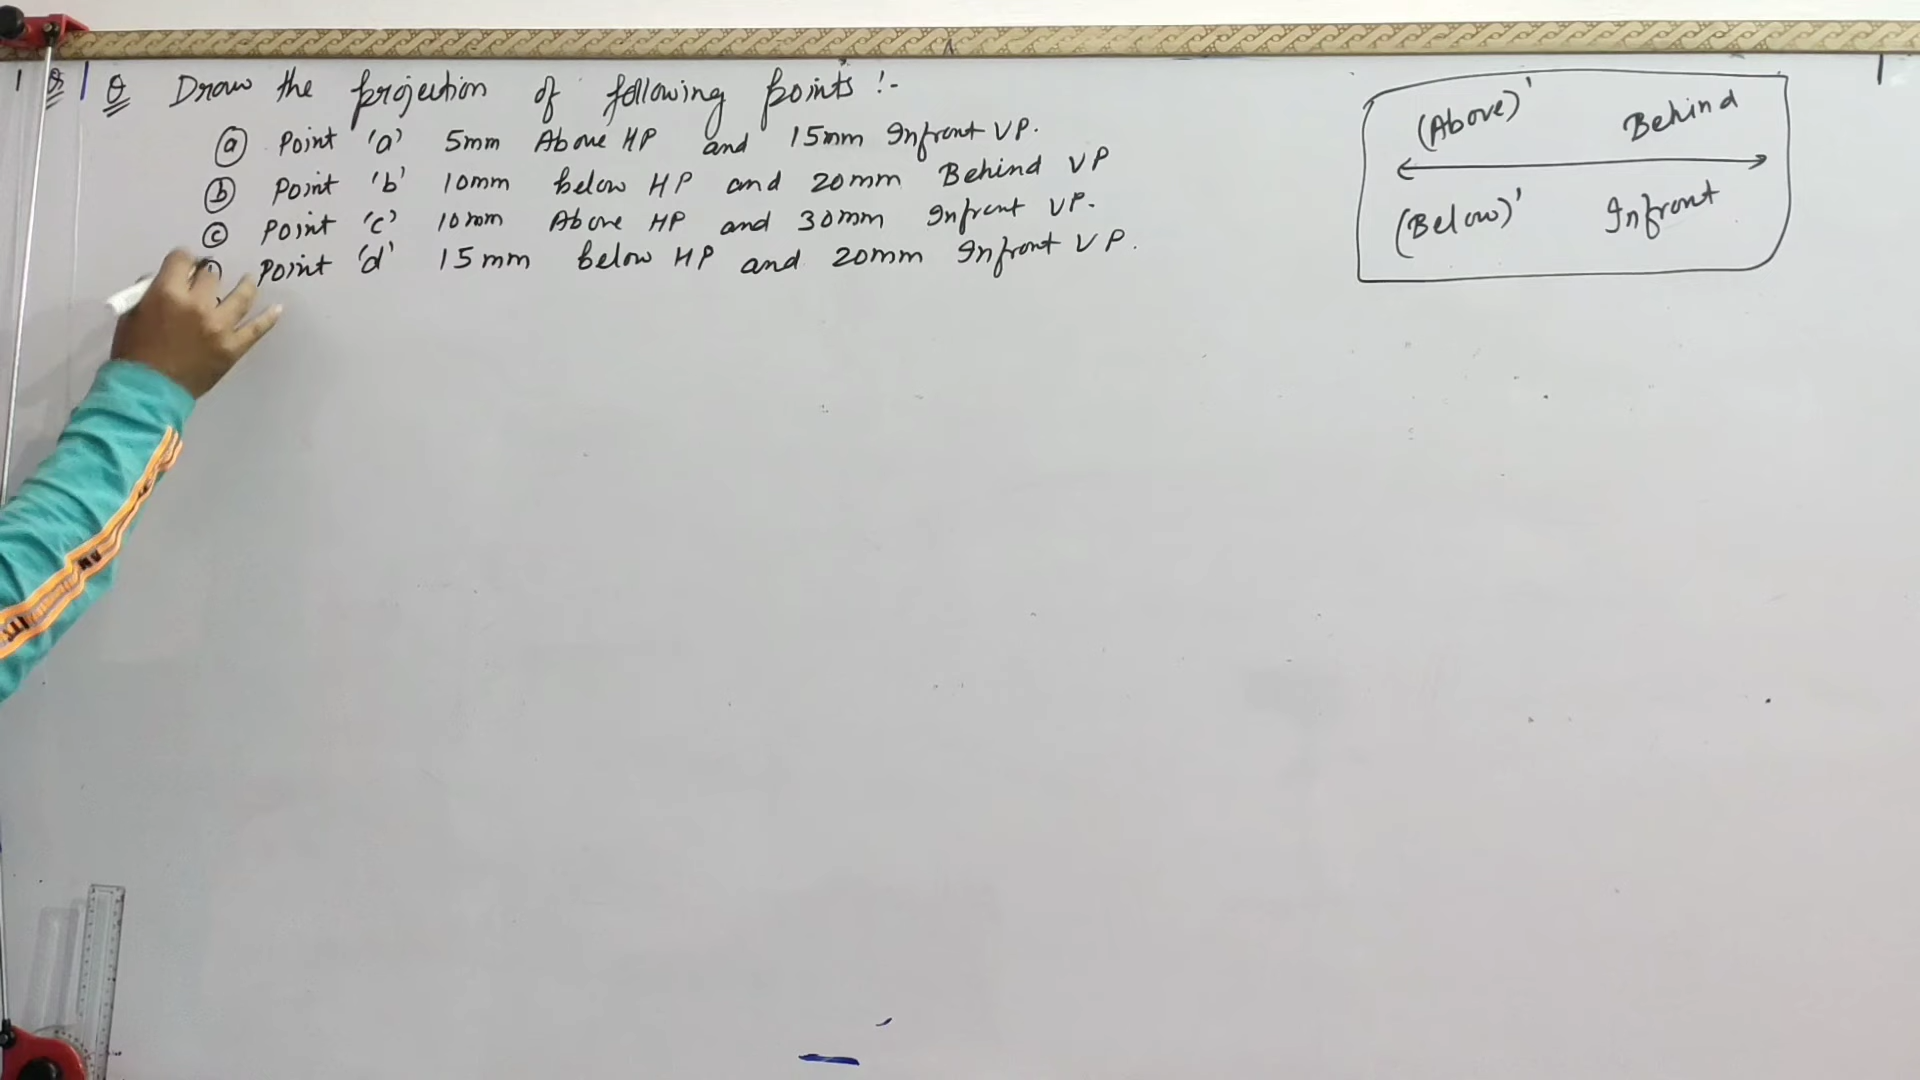 Q Q Draw the projection of following points :-
(a) Point 'a' 5mm Above HP and 15mm Infront VP.
(b) Point 'b' 10mm below HP and 20mm Behind VP
(c) Point 'c' 10mm Above HP and 30mm Infront VP.
Point 'd' 15mm below HP and 20mm Infront VP.
(Above)' Behind
(Below)' Infront